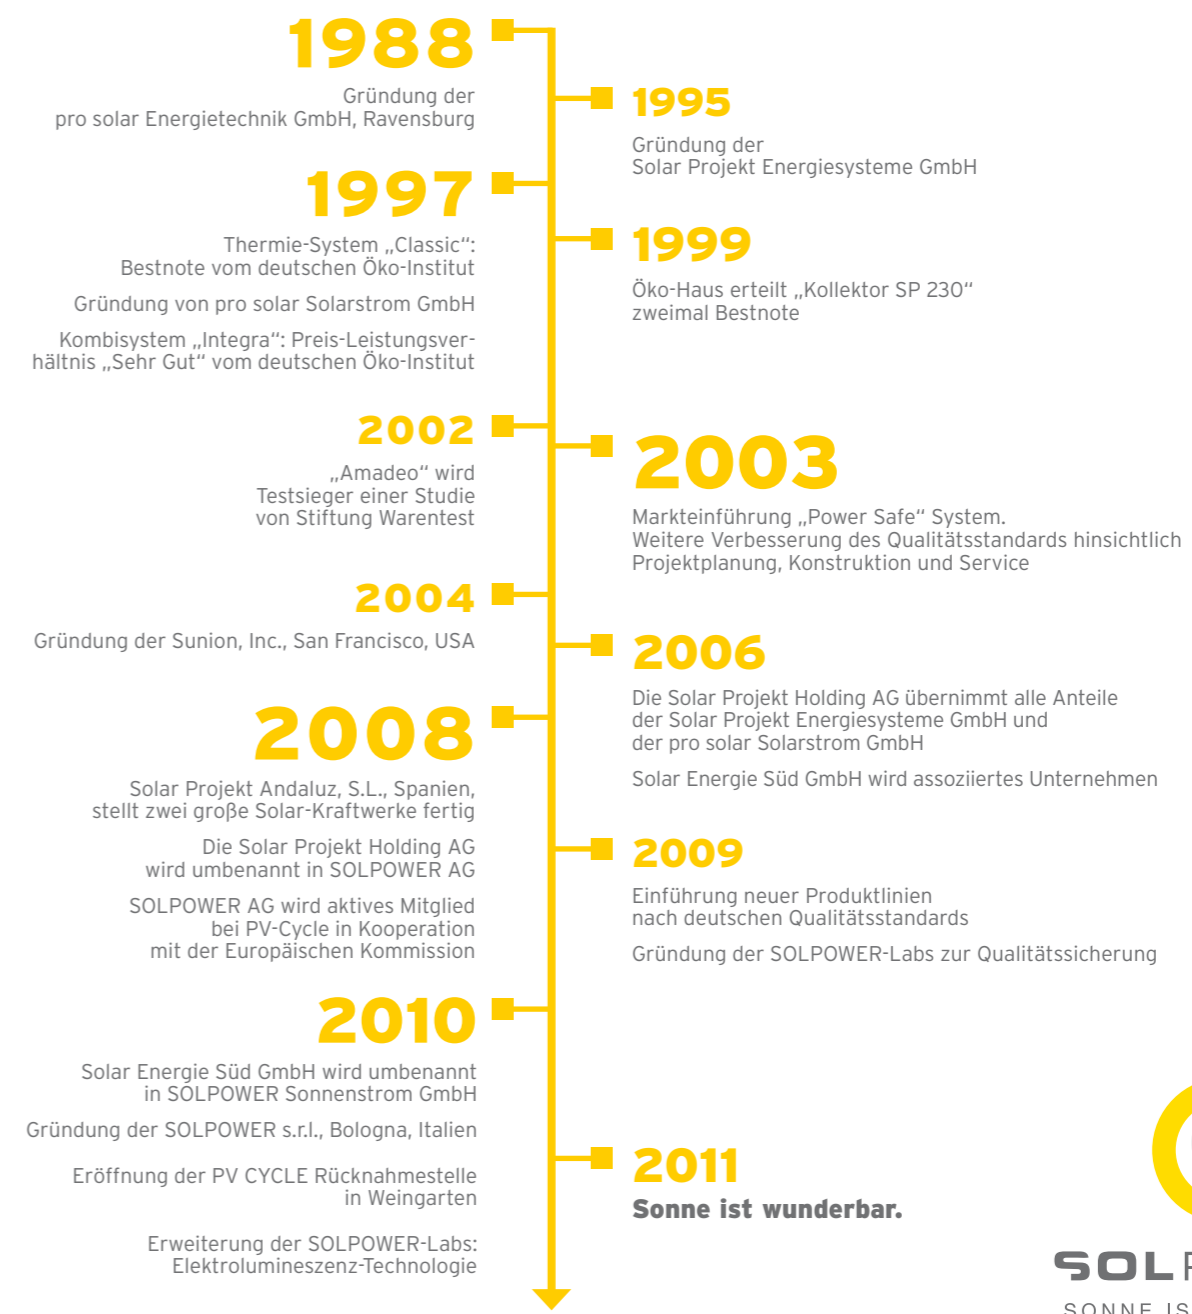 1988
Gründung der
pro solar Energietechnik GmbH, Ravensburg
1995
Gründung der
Solar Projekt Energiesysteme GmbH
1997
Thermie-System „Classic“:
Bestnote vom deutschen Öko-Institut
Gründung von pro solar Solarstrom GmbH
Kombisystem „Integra“: Preis-Leistungsver-
hältnis „Sehr Gut“ vom deutschen Öko-Institut
1999
Öko-Haus erteilt „Kollektor SP 230“
zweimal Bestnote
2002
„Amadeo“ wird
Testsieger einer Studie
von Stiftung Warentest
2003
Markteinführung „Power Safe“ System.
Weitere Verbesserung des Qualitätsstandards hinsichtlich
Projektplanung, Konstruktion und Service
2004
Gründung der Sunion, Inc., San Francisco, USA
2006
Die Solar Projekt Holding AG übernimmt alle Anteile
der Solar Projekt Energiesysteme GmbH und
der pro solar Solarstrom GmbH
Solar Energie Süd GmbH wird assoziiertes Unternehmen
2008
Solar Projekt Andaluz, S.L., Spanien,
stellt zwei große Solar-Kraftwerke fertig
Die Solar Projekt Holding AG
wird umbenannt in SOLPOWER AG
SOLPOWER AG wird aktives Mitglied
bei PV-Cycle in Kooperation
mit der Europäischen Kommission
2009
Einführung neuer Produktlinien
nach deutschen Qualitätsstandards
Gründung der SOLPOWER-Labs zur Qualitätssicherung
2010
Solar Energie Süd GmbH wird umbenannt
in SOLPOWER Sonnenstrom GmbH
Gründung der SOLPOWER s.r.l., Bologna, Italien
Eröffnung der PV CYCLE Rücknahmestelle
in Weingarten
Erweiterung der SOLPOWER-Labs:
Elektrolumineszenz-Technologie
2011
Sonne ist wunderbar.
SOL
SONNE IS